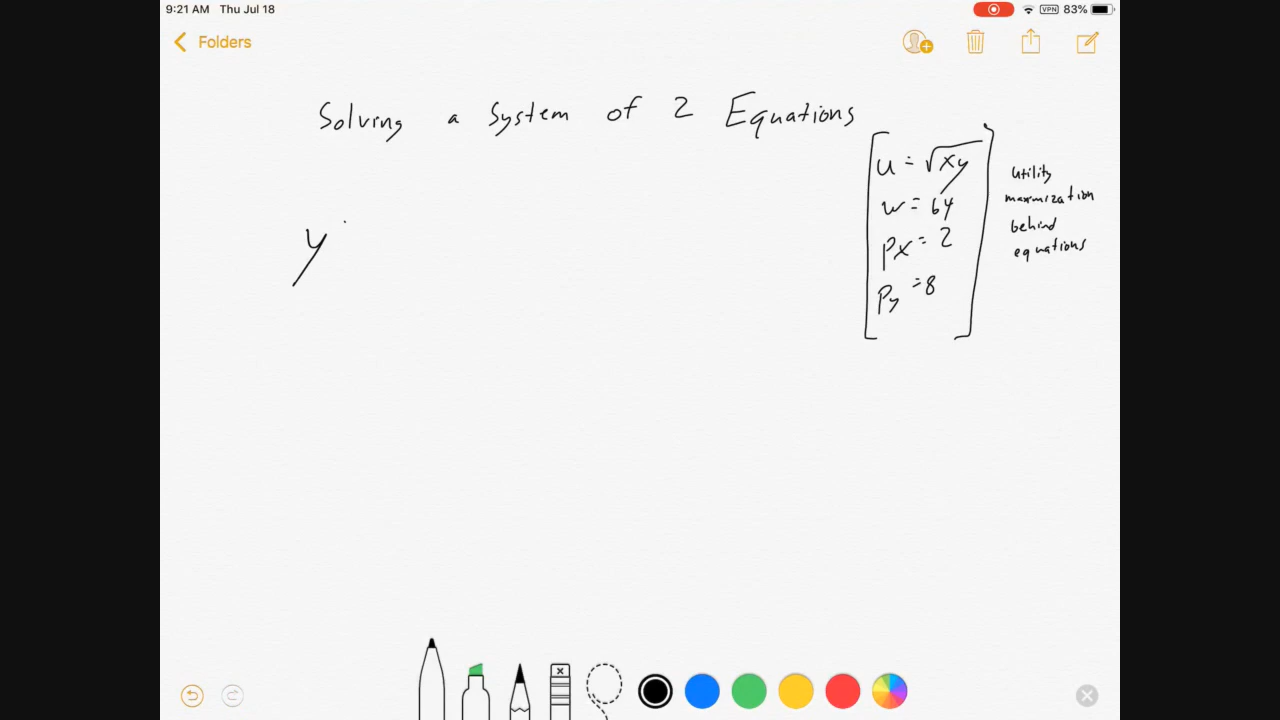 9:21 AM Thu Jul 18
VPN 83%
Folders
Solving a System of 2 Equations
u = √xy
w = 64
px = 2
py = 8
utility
maximization
behind
equations
y